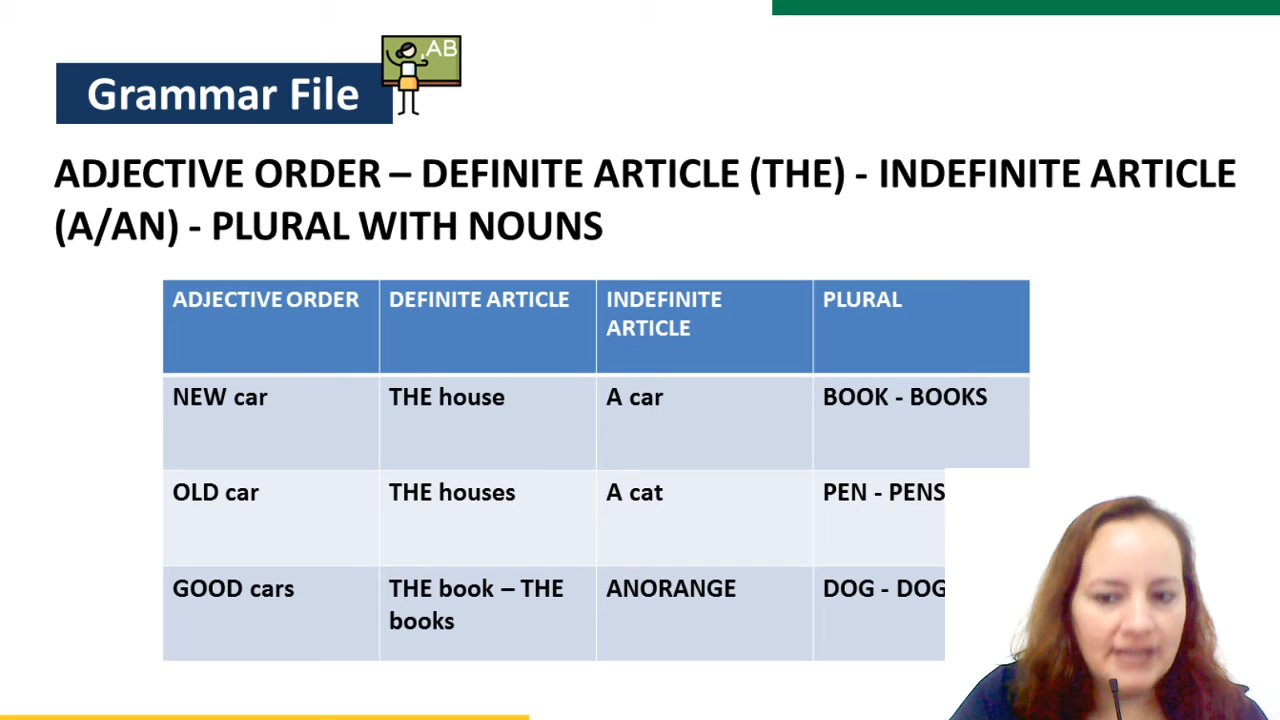 AB
Grammar File
ADJECTIVE ORDER – DEFINITE ARTICLE (THE) - INDEFINITE ARTICLE
(A/AN) - PLURAL WITH NOUNS
ADJECTIVE ORDER DEFINITE ARTICLE INDEFINITE ARTICLE PLURAL
NEW car THE house A car BOOK - BOOKS
OLD car THE houses A cat PEN - PENS
GOOD cars THE book – THE books ANORANGE DOG - DOG